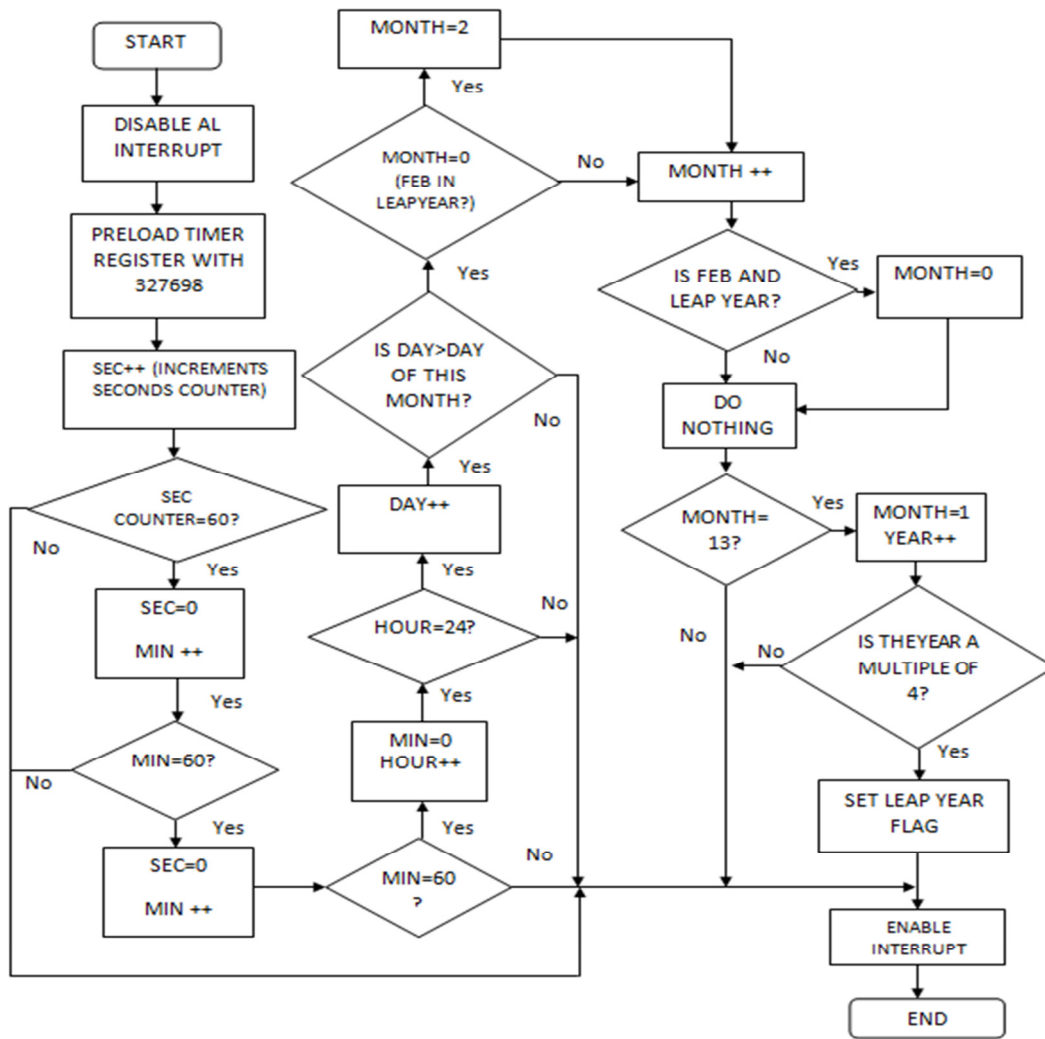 START
DISABLE AL
INTERRUPT
PRELOAD TIMER
REGISTER WITH
327698
SEC++ (INCREMENTS
SECONDS COUNTER)
SEC
COUNTER=60?
No
Yes
SEC=0
MIN ++
Yes
MIN=60?
No
Yes
SEC=0
MIN ++
MIN=60
?
No
Yes
MIN=0
HOUR++
Yes
HOUR=24?
No
Yes
DAY++
Yes
IS DAY>DAY
OF THIS
MONTH?
No
Yes
MONTH=0
(FEB IN
LEAPYEAR?)
Yes
No
MONTH=2
MONTH ++
IS FEB AND
LEAP YEAR?
Yes
MONTH=0
No
DO
NOTHING
MONTH=
13?
Yes
MONTH=1
YEAR++
No
IS THEYEAR A
MULTIPLE OF
4?
No
Yes
SET LEAP YEAR
FLAG
ENABLE
INTERRUPT
END